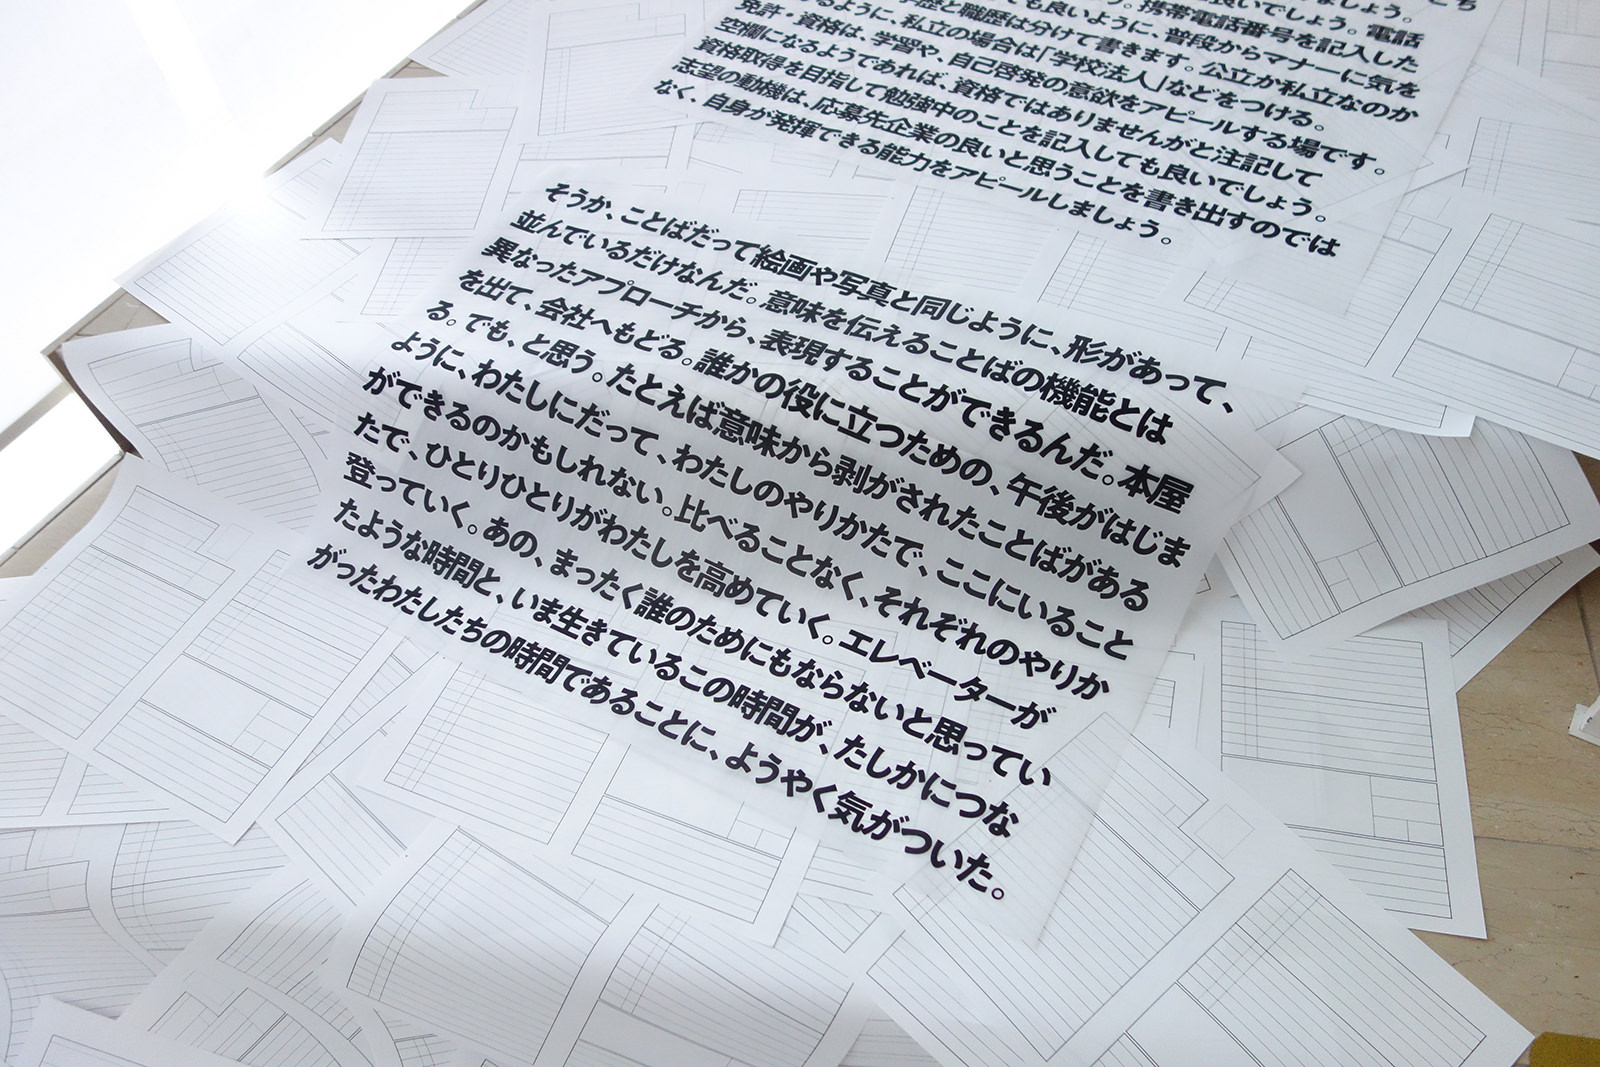 ましょう。
良いでしょう。電話
でも良いように、普段からマナーに気を
携帯電話番号を記入した
学歴と職歴は分けて書きます。公立か私立なのか
るように、私立の場合は「学校法人」などをつける。
免許・資格は、学習や、自己啓発の意欲をアピールする場です。
空欄になるようであれば、資格ではありませんがと注記して
資格取得を目指して勉強中のことを記入しても良いでしょう。
志望の動機は、応募先企業の良いと思うことを書き出すのでは
なく、自身が発揮できる能力をアピールしましょう。
そうか、ことばだって絵画や写真と同じように、形があって、
並んでいるだけなんだ。意味を伝えることばの機能とは
異なったアプローチから、表現することができるんだ。本屋
を出て、会社へもどる。誰かの役に立つための、午後がはじま
る。でも、と思う。たとえば意味から剥がされたことばがある
ように、わたしにだって、わたしのやりかたで、ここにいること
ができるのかもしれない。比べることなく、それぞれのやりか
たで、ひとりひとりがわたしを高めていく。エレベーターが
登っていく。あの、まったく誰のためにもならないと思ってい
たような時間と、いま生きているこの時間が、たしかにつな
がったわたしたちの時間であることに、ようやく気がついた。